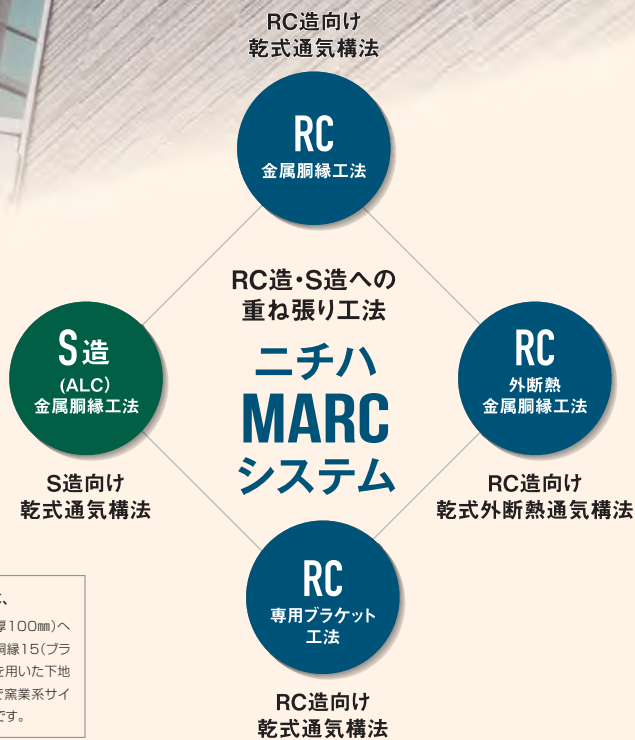 RC造向け
乾式通気構法
RC
金属胴縁工法
RC造・S造への
重ね張り工法
ニチハ
MARC
システム
S造
(ALC)
金属胴縁工法
S造向け
乾式通気構法
RC
外断熱
金属胴縁工法
RC造向け
乾式外断熱通気構法
RC
専用ブラケット
工法
RC造向け
乾式通気構法
厚100㎜)へ
胴縁15(ブラ
を用いた下地
窯業系サイ
です。